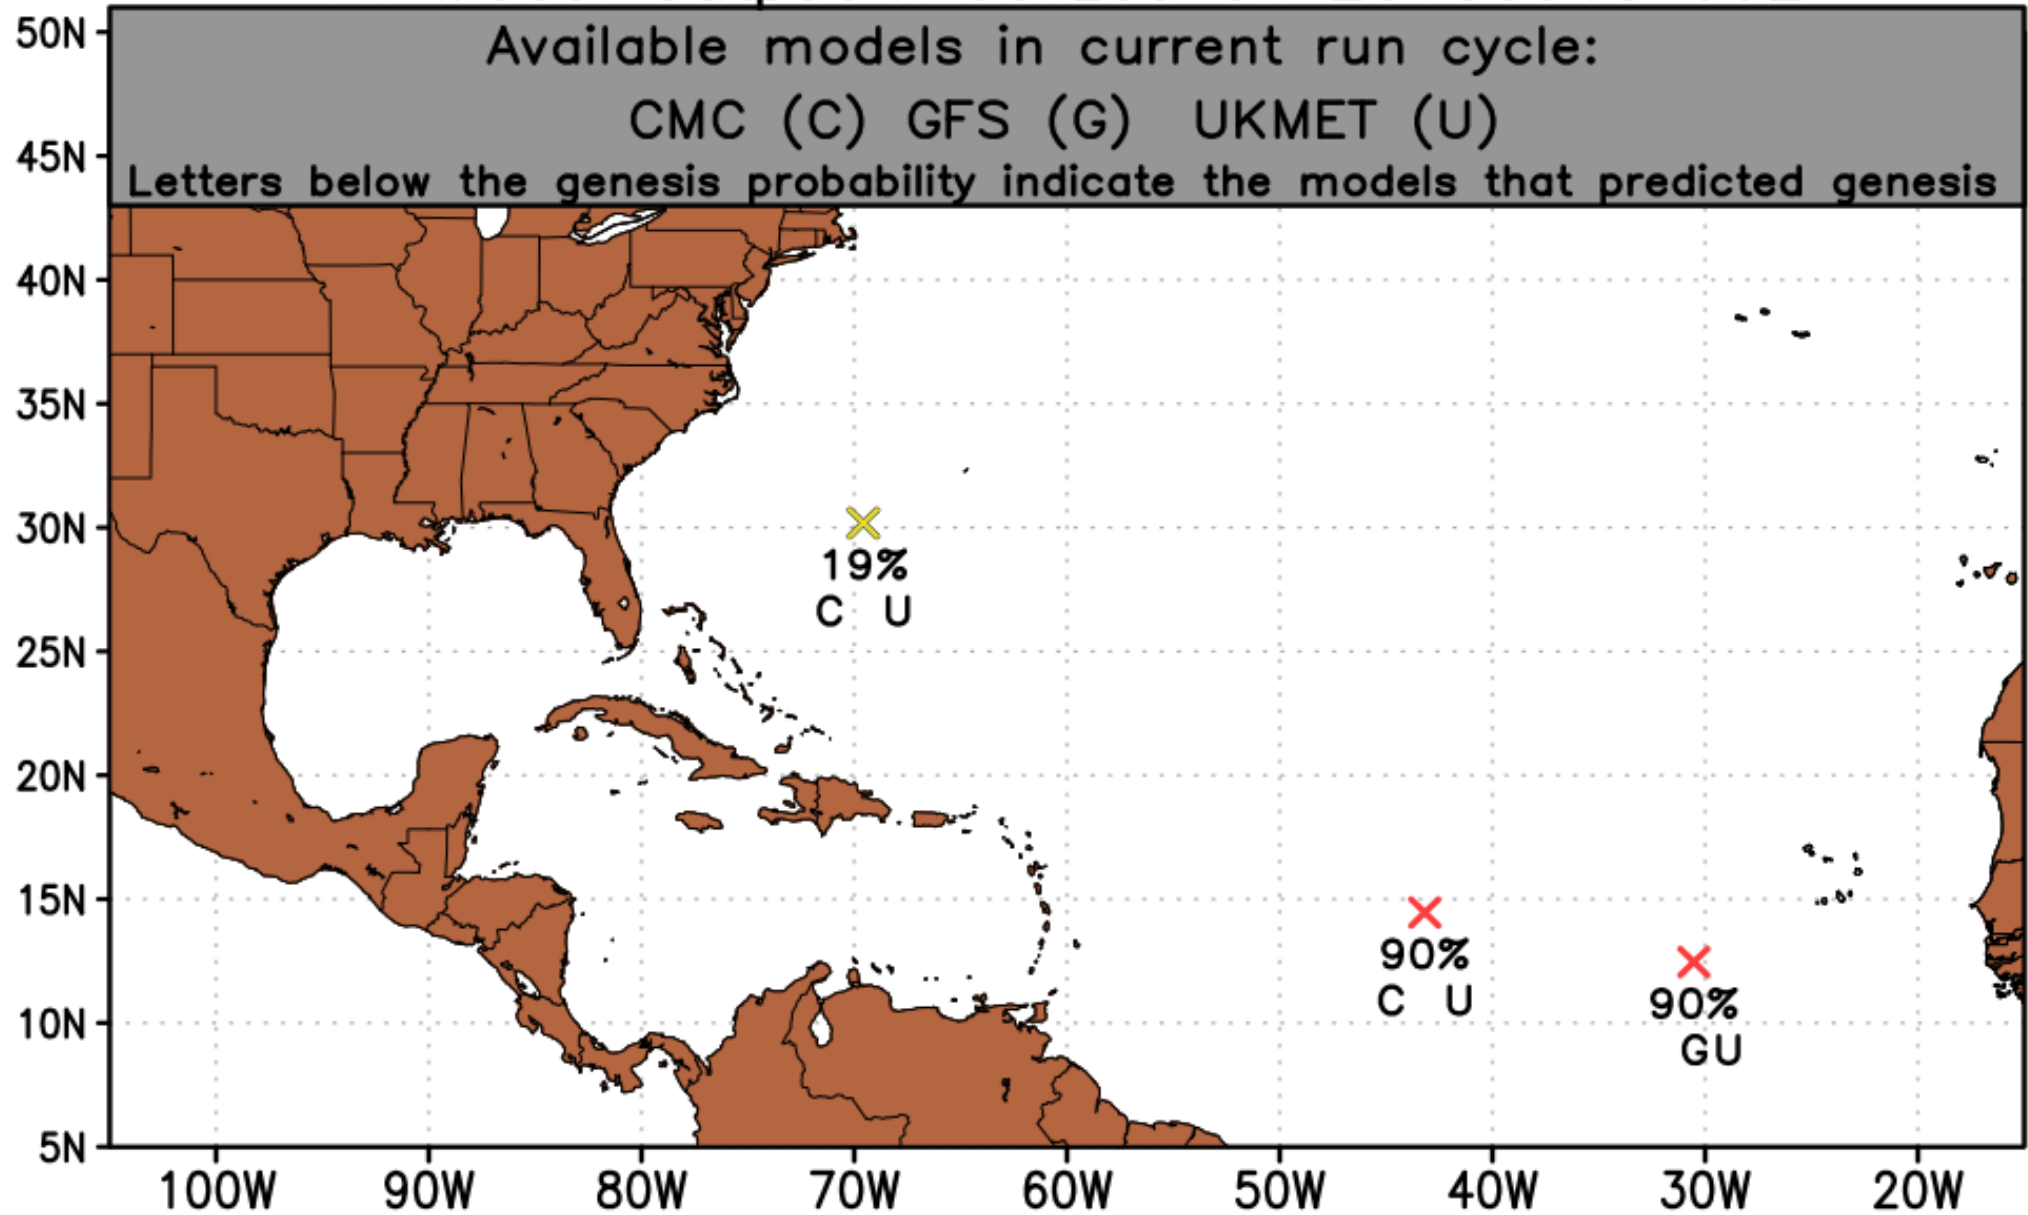 50N
Available models in current run cycle:
CMC (C) GFS (G) UKMET (U)
45N
Letters below the genesis probability indicate the models that predicted genesis
40N
35N
30N
19%
C U
25N
20N
15N
90%
C U
90%
GU
10N
5N
100W 90W 80W 70W 60W 50W 40W 30W 20W